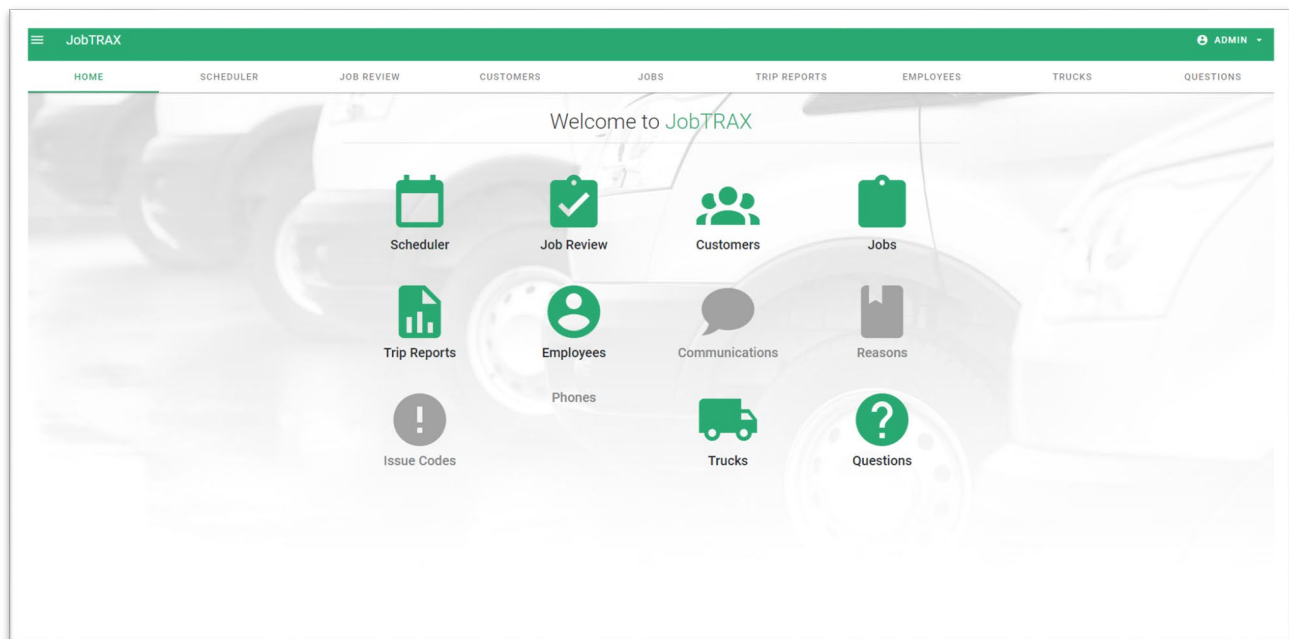 JobTRAX ADMIN
HOME SCHEDULER JOB REVIEW CUSTOMERS JOBS TRIP REPORTS EMPLOYEES TRUCKS QUESTIONS
Welcome to JobTRAX
Scheduler Job Review Customers Jobs
Trip Reports Employees Communications Reasons
Phones
Issue Codes Trucks Questions